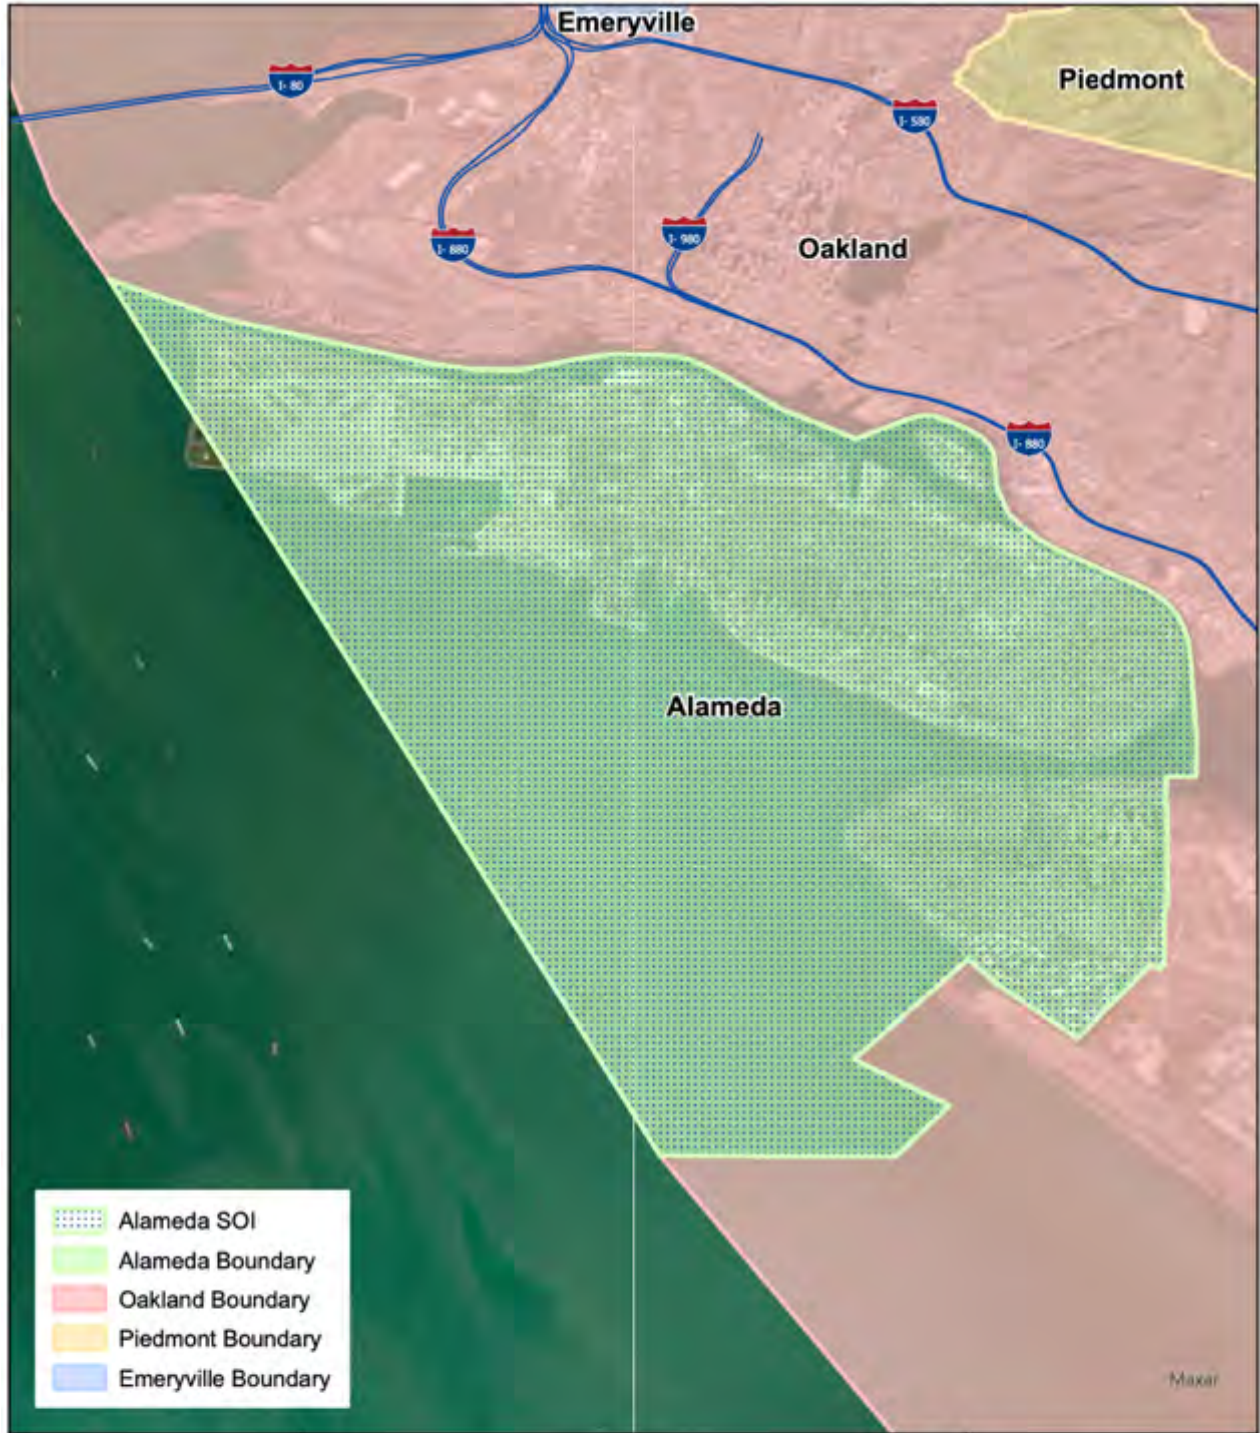 Emeryville
Piedmont
I- 80
I- 580
I- 880
I- 980
Oakland
I- 880
Alameda
Alameda SOI
Alameda Boundary
Oakland Boundary
Piedmont Boundary
Emeryville Boundary
Maxar